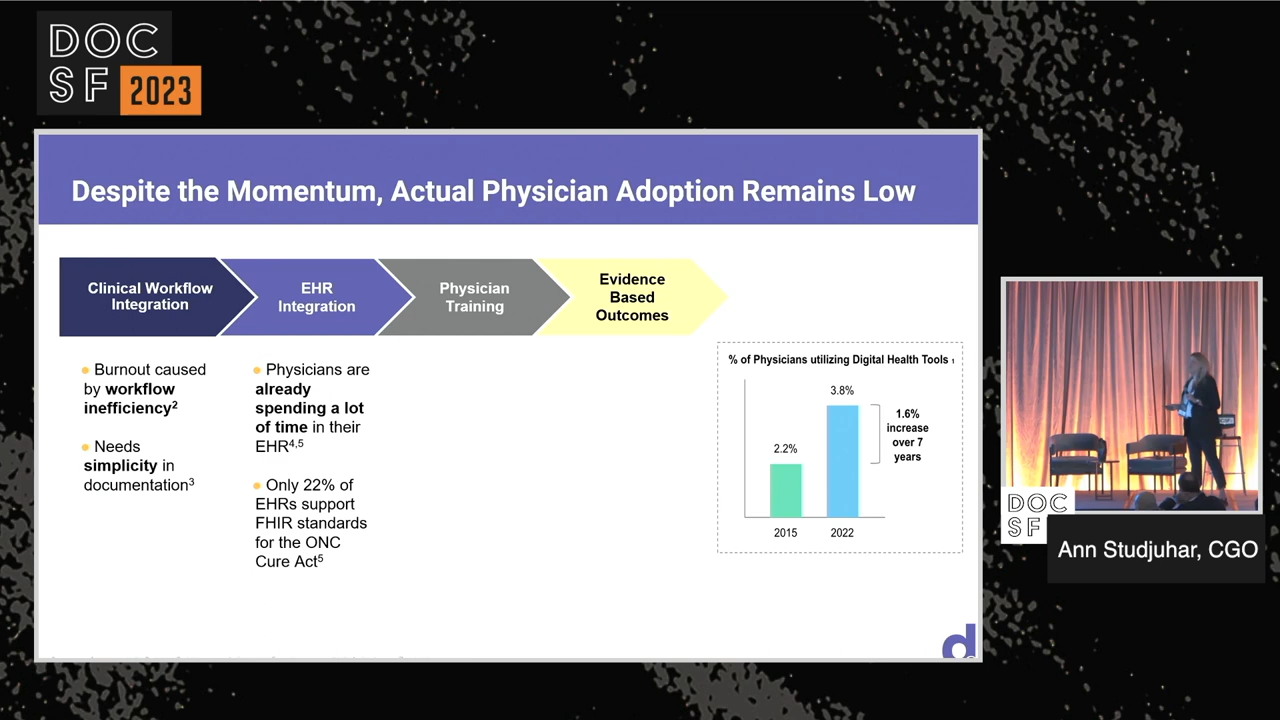 DOC
SF 2023
Despite the Momentum, Actual Physician Adoption Remains Low
Clinical Workflow
Integration
EHR
Integration
Physician
Training
Evidence
Based
Outcomes
● Burnout caused
by workflow
inefficiency2
● Needs
simplicity in
documentation3
● Physicians are
already
spending a lot
of time in their
EHR4,5
● Only 22% of
EHRs support
FHIR standards
for the ONC
Cure Act5
% of Physicians utilizing Digital Health Tools 1
3.8%
2.2%
1.6%
increase
over 7
years
2015
2022
d
DOC
SF
Ann Studjuhar, CGO